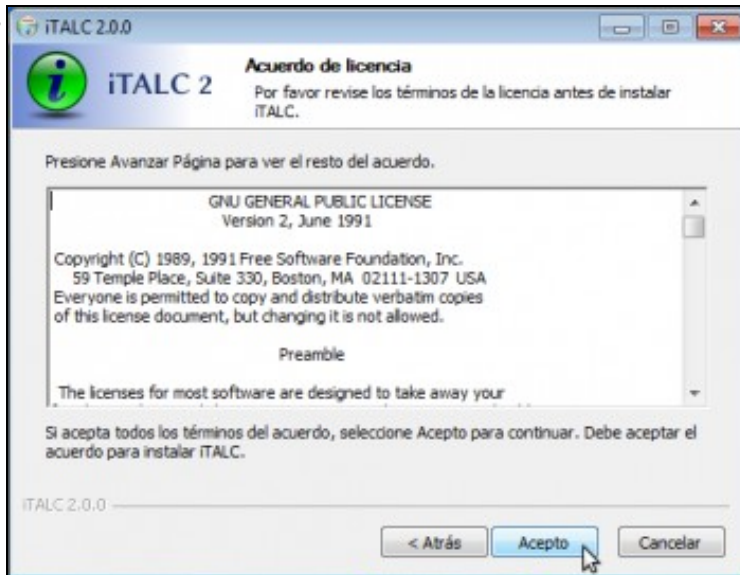 iTALC 2.0.0
iTALC 2
Acuerdo de licencia
Por favor revise los términos de la licencia antes de instalar
iTALC.
Presione Avanzar Página para ver el resto del acuerdo.
GNU GENERAL PUBLIC LICENSE
Version 2, June 1991
Copyright (C) 1989, 1991 Free Software Foundation, Inc.
59 Temple Place, Suite 330, Boston, MA 02111-1307 USA
Everyone is permitted to copy and distribute verbatim copies
of this license document, but changing it is not allowed.
Preamble
The licenses for most software are designed to take away your
Si acepta todos los términos del acuerdo, seleccione Acepto para continuar. Debe aceptar el
acuerdo para instalar iTALC.
iTALC 2.0.0
< Atrás
Acepto
Cancelar